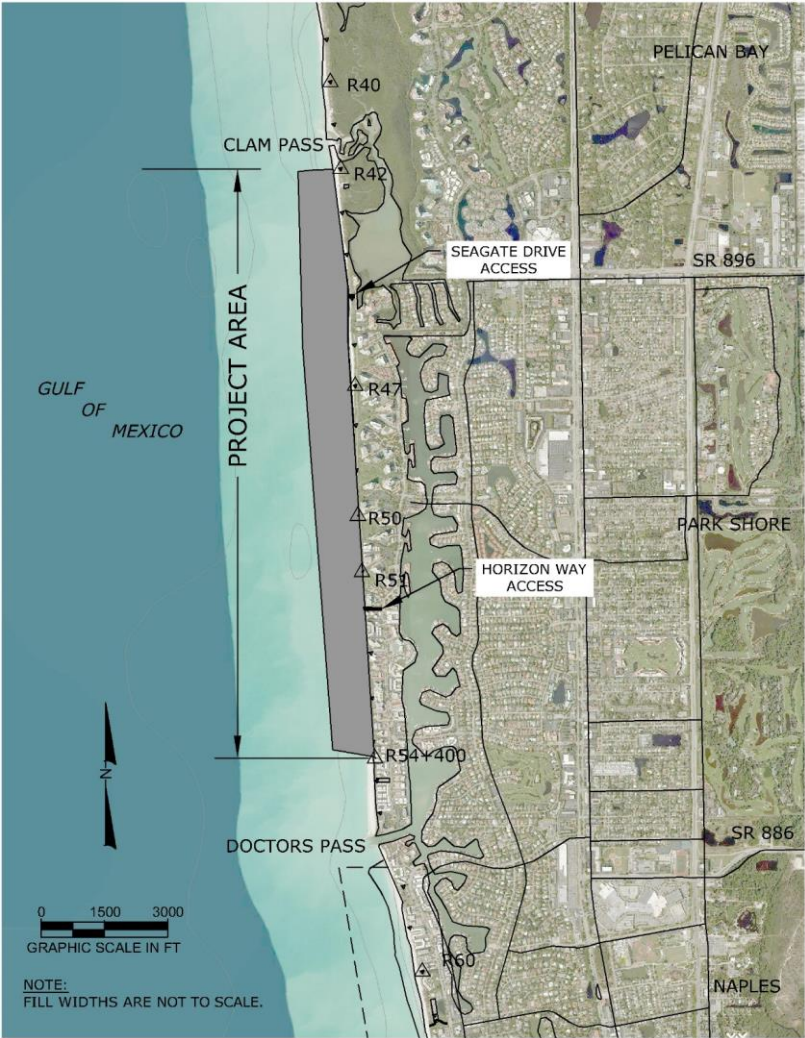 PELICAN BAY
R40
CLAM PASS
R42
SEAGATE DRIVE
ACCESS
SR 896
PROJECT AREA
GULF
OF
MEXICO
R47
R50
PARK SHORE
R51
HORIZON WAY
ACCESS
R54+400
N
DOCTORS PASS
SR 886
0 1500 3000
GRAPHIC SCALE IN FT
R60
NOTE:
FILL WIDTHS ARE NOT TO SCALE.
NAPLES